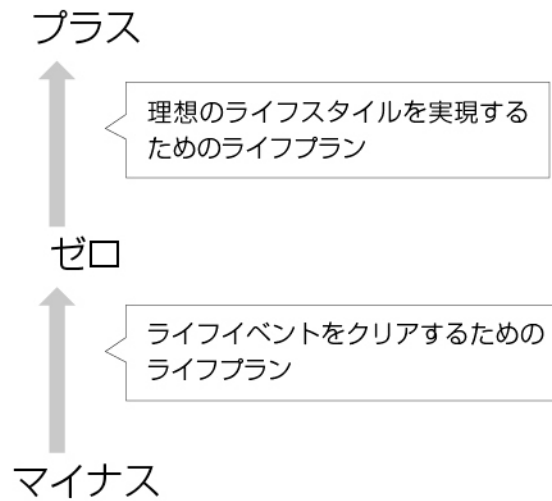 プラス
理想のライフスタイルを実現する
ためのライフプラン
ゼロ
ライフイベントをクリアするための
ライフプラン
マイナス